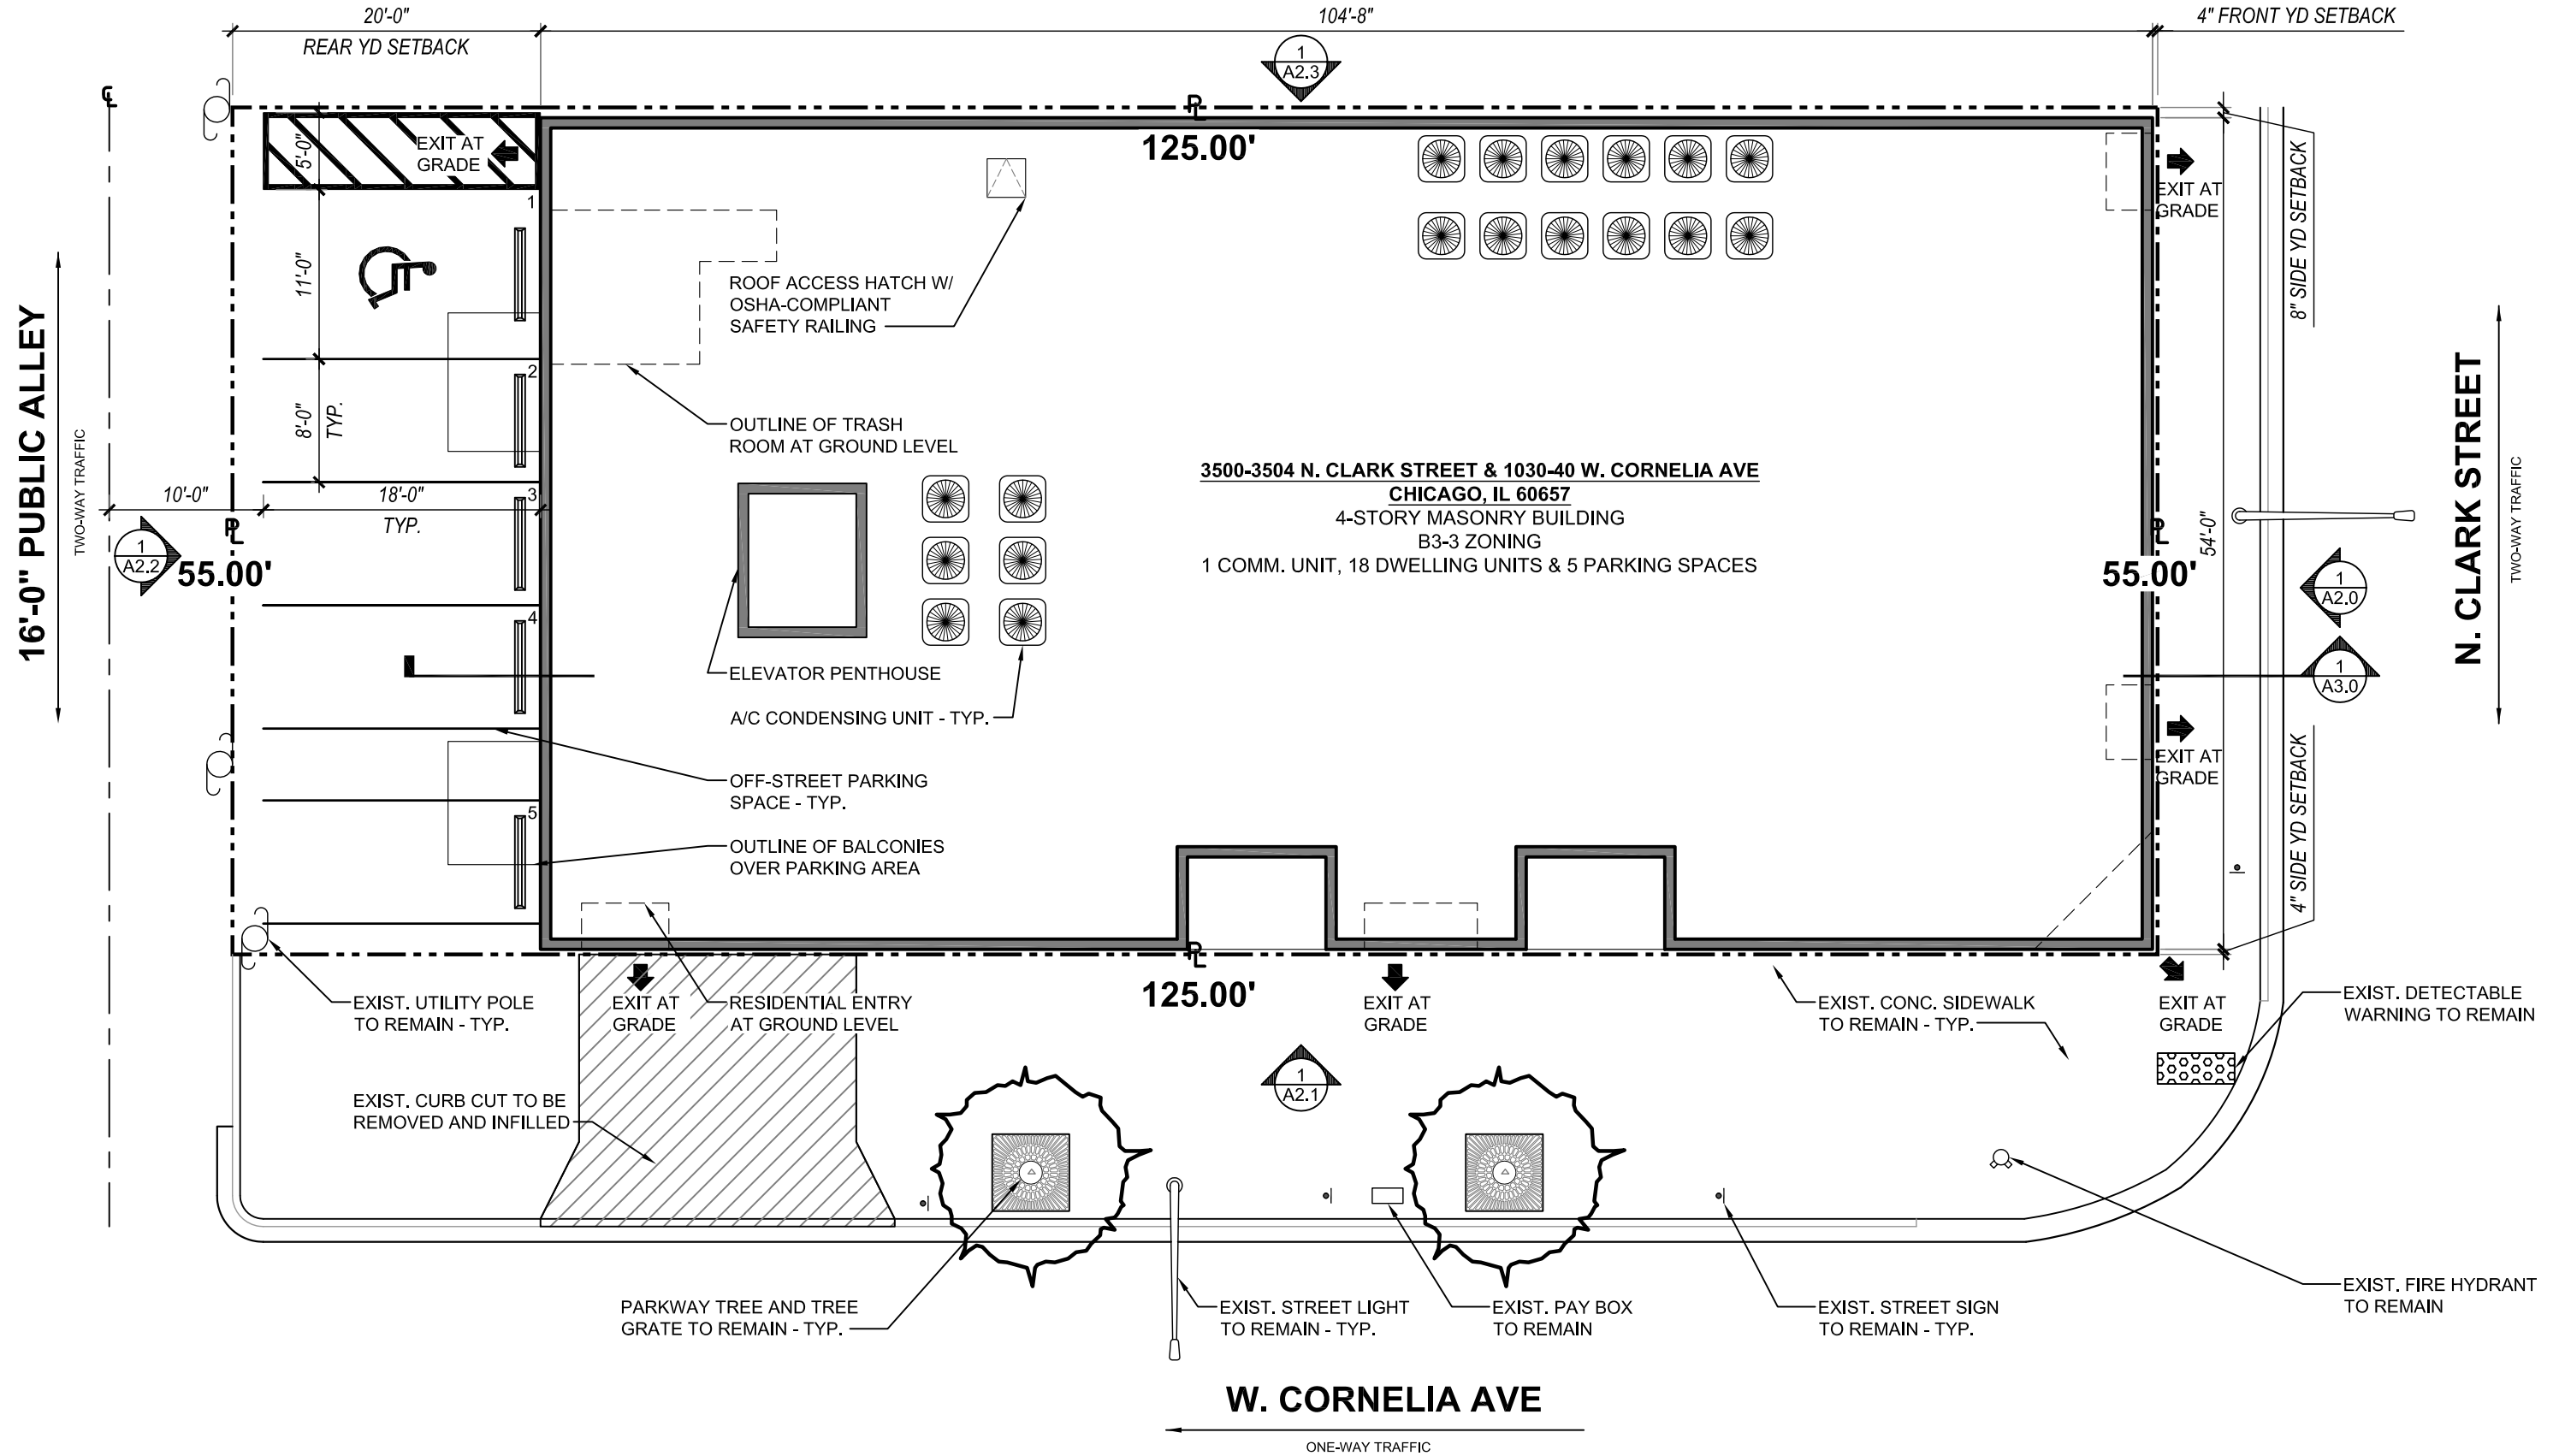 20'-0"
REAR YD SETBACK
104'-8"
4" FRONT YD SETBACK
1
A2.3
℄
PL
125.00'
5'-0"
EXIT AT
GRADE
1
11'-0"
EXIT AT
GRADE
8" SIDE YD SETBACK
ROOF ACCESS HATCH W/
OSHA-COMPLIANT
SAFETY RAILING
2
8'-0"
TYP.
OUTLINE OF TRASH
ROOM AT GROUND LEVEL
16'-0" PUBLIC ALLEY
TWO-WAY TRAFFIC
10'-0"
18'-0"
TYP.
3
PL
1
A2.2
55.00'
3500-3504 N. CLARK STREET & 1030-40 W. CORNELIA AVE
CHICAGO, IL 60657
4-STORY MASONRY BUILDING
B3-3 ZONING
1 COMM. UNIT, 18 DWELLING UNITS & 5 PARKING SPACES
PL
55.00'
54'-0"
1
A2.0
N. CLARK STREET
TWO-WAY TRAFFIC
4
ELEVATOR PENTHOUSE
1
A3.0
A/C CONDENSING UNIT - TYP.
EXIT AT
GRADE
OFF-STREET PARKING
SPACE - TYP.
5
OUTLINE OF BALCONIES
OVER PARKING AREA
4" SIDE YD SETBACK
PL
125.00'
EXIST. UTILITY POLE
TO REMAIN - TYP.
EXIT AT
GRADE
RESIDENTIAL ENTRY
AT GROUND LEVEL
EXIT AT
GRADE
EXIST. CONC. SIDEWALK
TO REMAIN - TYP.
EXIT AT
GRADE
EXIST. DETECTABLE
WARNING TO REMAIN
EXIST. CURB CUT TO BE
REMOVED AND INFILLED
1
A2.1
PARKWAY TREE AND TREE
GRATE TO REMAIN - TYP.
EXIST. STREET LIGHT
TO REMAIN - TYP.
EXIST. PAY BOX
TO REMAIN
EXIST. STREET SIGN
TO REMAIN - TYP.
EXIST. FIRE HYDRANT
TO REMAIN
W. CORNELIA AVE
ONE-WAY TRAFFIC